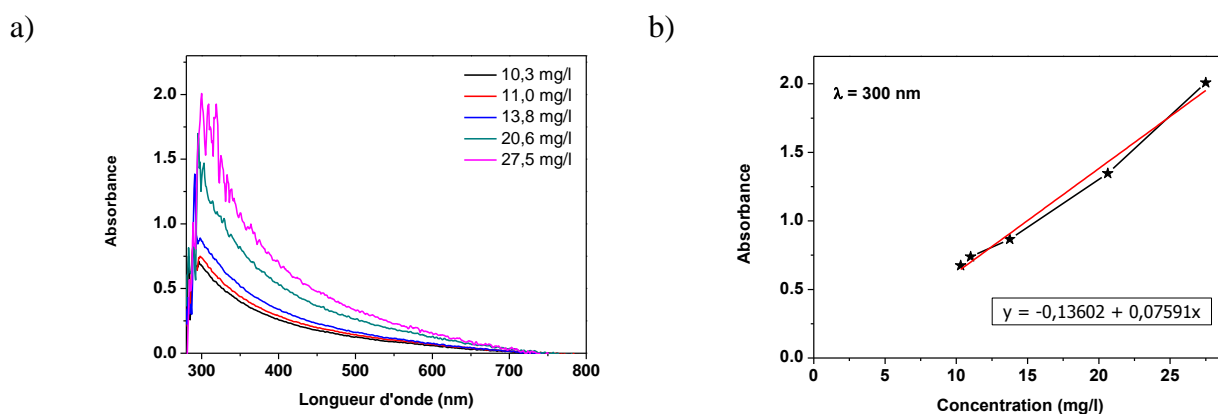 a)
10,3 mg/l
11,0 mg/l
13,8 mg/l
20,6 mg/l
27,5 mg/l
2.0
1.5
1.0
0.5
0.0
Absorbance
300 400 500 600 700 800
Longueur d'onde (nm)
b)
λ = 300 nm
2.0
1.5
1.0
0.5
0.0
Absorbance
y = -0,13602 + 0,07591x
0 5 10 15 20 25
Concentration (mg/l)